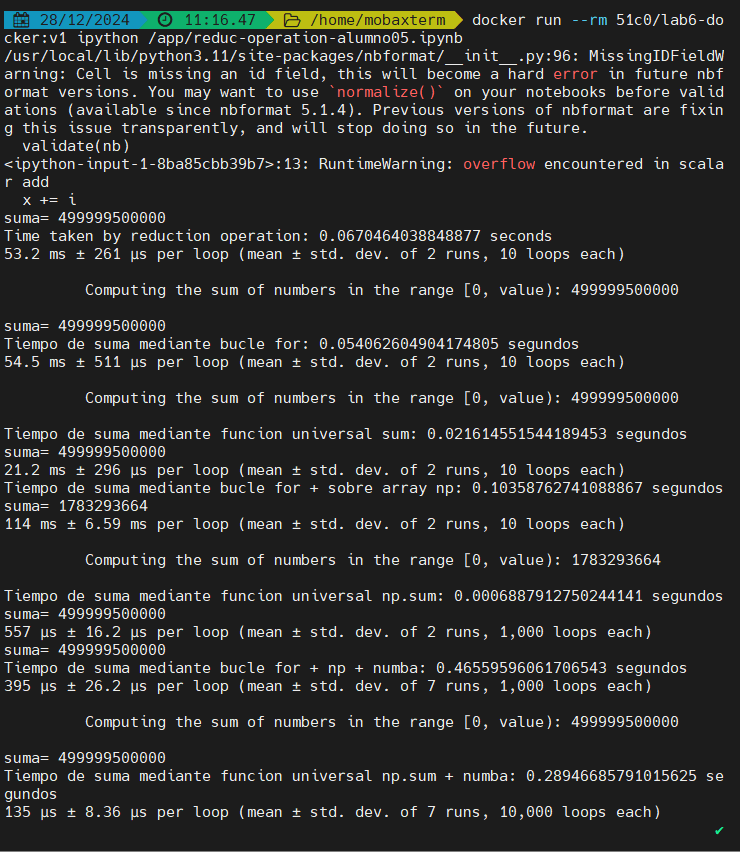 28/12/2024 11:16.47 /home/mobaxterm docker run --rm 51c0/lab6-do
cker:v1 ipython /app/reduc-operation-alumno05.ipynb
/usr/local/lib/python3.11/site-packages/nbformat/__init__.py:96: MissingIDFieldW
arning: Cell is missing an id field, this will become a hard error in future nbf
ormat versions. You may want to use `normalize()` on your notebooks before valid
ations (available since nbformat 5.1.4). Previous versions of nbformat are fixin
g this issue transparently, and will stop doing so in the future.
  validate(nb)
<ipython-input-1-8ba85cbb39b7>:13: RuntimeWarning: overflow encountered in scala
r add
  x += i
suma= 499999500000
Time taken by reduction operation: 0.0670464038848877 seconds
53.2 ms ± 261 µs per loop (mean ± std. dev. of 2 runs, 10 loops each)
Computing the sum of numbers in the range [0, value): 499999500000
suma= 499999500000
Tiempo de suma mediante bucle for: 0.054062604904174805 segundos
54.5 ms ± 511 µs per loop (mean ± std. dev. of 2 runs, 10 loops each)
Computing the sum of numbers in the range [0, value): 499999500000
Tiempo de suma mediante funcion universal sum: 0.021614551544189453 segundos
suma= 499999500000
21.2 ms ± 296 µs per loop (mean ± std. dev. of 2 runs, 10 loops each)
Tiempo de suma mediante bucle for + sobre array np: 0.10358762741088867 segundos
suma= 1783293664
114 ms ± 6.59 ms per loop (mean ± std. dev. of 2 runs, 10 loops each)
Computing the sum of numbers in the range [0, value): 1783293664
Tiempo de suma mediante funcion universal np.sum: 0.0006887912750244141 segundos
suma= 499999500000
557 µs ± 16.2 µs per loop (mean ± std. dev. of 2 runs, 1,000 loops each)
suma= 499999500000
Tiempo de suma mediante bucle for + np + numba: 0.46559596061706543 segundos
395 µs ± 26.2 µs per loop (mean ± std. dev. of 7 runs, 1,000 loops each)
Computing the sum of numbers in the range [0, value): 499999500000
suma= 499999500000
Tiempo de suma mediante funcion universal np.sum + numba: 0.28946685791015625 se
gundos
135 µs ± 8.36 µs per loop (mean ± std. dev. of 7 runs, 10,000 loops each)